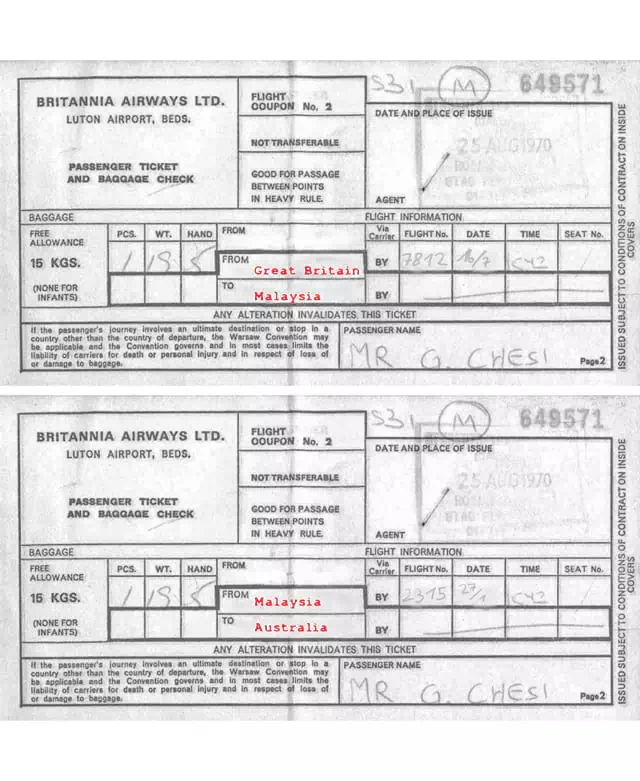 S31 M 649571
BRITANNIA AIRWAYS LTD.
LUTON AIRPORT, BEDS.
PASSENGER TICKET
AND BAGGAGE CHECK
FLIGHT
COUPON No. 2
NOT TRANSFERABLE
GOOD FOR PASSAGE
BETWEEN POINTS
IN HEAVY RULE.
DATE AND PLACE OF ISSUE
25 AUG 1970
AGENT
BAGGAGE
FLIGHT INFORMATION
FREE
ALLOWANCE
15 KGS.
(NONE FOR
INFANTS)
PCS. WT. HAND
1 19 5
FROM
FROM
Great Britain
TO
Malaysia
Via
Carrier FLIGHT No. DATE TIME SEAT No.
BY 7812 16/7
BY
ANY ALTERATION INVALIDATES THIS TICKET
If the passenger's journey involves an ultimate destination or stop in a
country other than the country of departure, the Warsaw Convention may
be applicable and the Convention governs and in most cases limits the
liability of carriers for death or personal injury and in respect of loss of
or damage to baggage.
PASSENGER NAME
MR G. CHESI
Page 2
ISSUED SUBJECT TO CONDITIONS OF CONTRACT ON INSIDE
COVERS
S31 M 649571
BRITANNIA AIRWAYS LTD.
LUTON AIRPORT, BEDS.
PASSENGER TICKET
AND BAGGAGE CHECK
FLIGHT
COUPON No. 2
NOT TRANSFERABLE
GOOD FOR PASSAGE
BETWEEN POINTS
IN HEAVY RULE.
DATE AND PLACE OF ISSUE
25 AUG 1970
AGENT
BAGGAGE
FLIGHT INFORMATION
FREE
ALLOWANCE
15 KGS.
(NONE FOR
INFANTS)
PCS. WT. HAND
1 19 5
FROM
FROM
Malaysia
TO
Australia
Via
Carrier FLIGHT No. DATE TIME SEAT No.
BY 2315 27/1
BY
ANY ALTERATION INVALIDATES THIS TICKET
If the passenger's journey involves an ultimate destination or stop in a
country other than the country of departure, the Warsaw Convention may
be applicable and the Convention governs and in most cases limits the
liability of carriers for death or personal injury and in respect of loss of
or damage to baggage.
PASSENGER NAME
MR G. CHESI
Page 2
ISSUED SUBJECT TO CONDITIONS OF CONTRACT ON INSIDE
COVERS